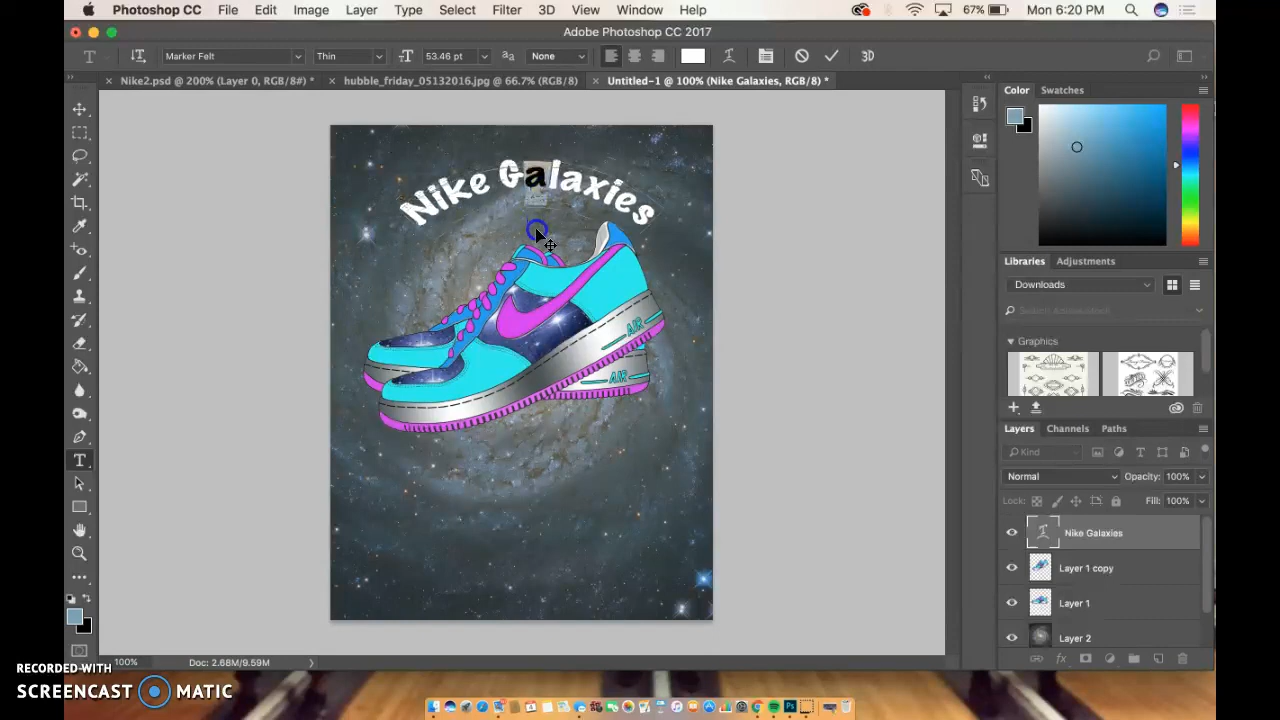 Photoshop CC File Edit Image Layer Type Select Filter 3D View Window Help 67% Mon 6:20 PM
Adobe Photoshop CC 2017
Marker Felt Thin 53.46 pt None 3D
Nike2.psd @ 200% (Layer 0, RGB/8#) * hubble_friday_05132016.jpg @ 66.7% (RGB/8) Untitled-1 @ 100% (Nike Galaxies, RGB/8) *
Color Swatches
Nike Galaxies
AIR
AIR
Libraries Adjustments
Downloads
Search Adobe Stock
Graphics
Layers Channels Paths
Kind
Normal Opacity: 100%
Lock: Fill: 100%
Nike Galaxies
Layer 1 copy
Layer 1
Layer 2
100% Doc: 2.68M/9.59M
RECORDED WITH
SCREENCAST MATIC